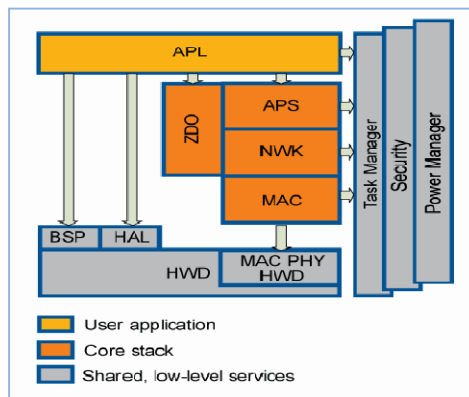 APL
ZDO
APS
NWK
MAC
BSP
HAL
HWD
MAC PHY
HWD
Task Manager
Security
Power Manager
User application
Core stack
Shared, low-level services